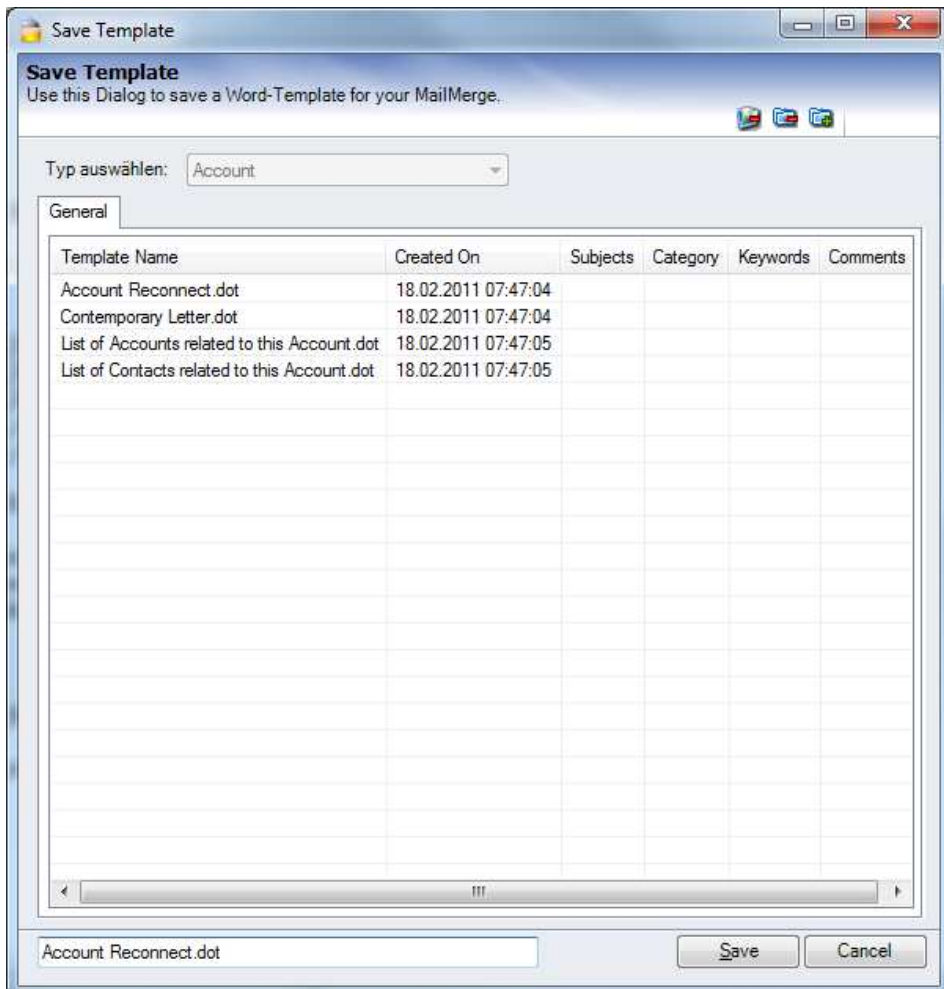 Save Template
Save Template
Use this Dialog to save a Word-Template for your MailMerge.
Typ auswählen: Account
General
Template Name Created On Subjects Category Keywords Comments
Account Reconnect.dot 18.02.2011 07:47:04
Contemporary Letter.dot 18.02.2011 07:47:04
List of Accounts related to this Account.dot 18.02.2011 07:47:05
List of Contacts related to this Account.dot 18.02.2011 07:47:05
Account Reconnect.dot Save Cancel